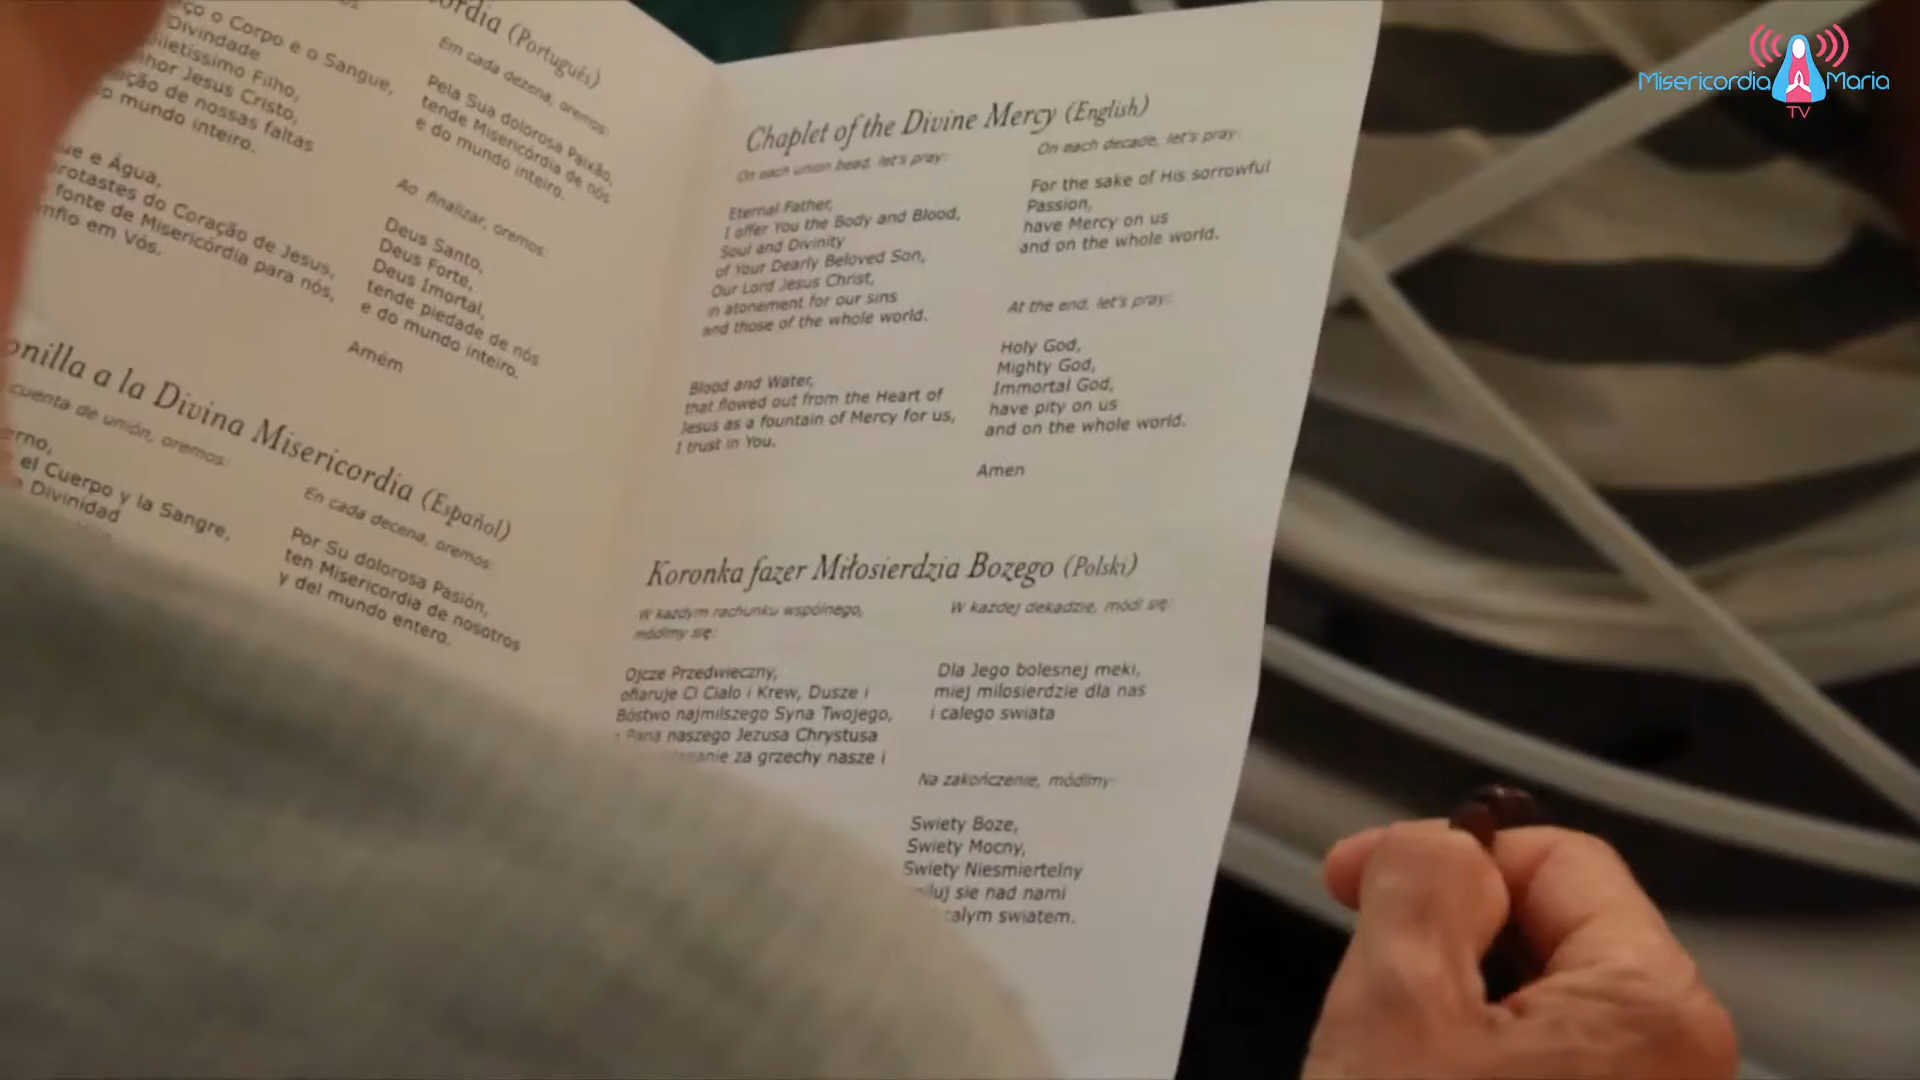 ordia (Português)
ço o Corpo e o Sangue,
Divindade
iletíssimo Filho,
hor Jesus Cristo,
ação de nossas faltas
o mundo inteiro.
ue e Água,
rotastes do Coração de Jesus,
fonte de Misericórdia para nós,
nfio em Vós.
Em cada dezena, oremos:
Pela Sua dolorosa Paixão,
tende Misericórdia de nós
e do mundo inteiro.
Ao finalizar, oremos:
Deus Santo,
Deus Forte,
Deus Imortal,
tende piedade de nós
e do mundo inteiro.
Amém
onilla a la Divina Misericordia (Español)
cuenta de unión, oremos:
erno,
el Cuerpo y la Sangre,
Divinidad
En cada decena, oremos:
Por Su dolorosa Pasión,
ten Misericordia de nosotros
y del mundo entero.
Chaplet of the Divine Mercy (English)
On each union bead, let's pray:
Eternal Father,
I offer You the Body and Blood,
Soul and Divinity
of Your Dearly Beloved Son,
Our Lord Jesus Christ,
in atonement for our sins
and those of the whole world.
Blood and Water,
that flowed out from the Heart of
Jesus as a fountain of Mercy for us,
I trust in You.
On each decade, let's pray:
For the sake of His sorrowful
Passion,
have Mercy on us
and on the whole world.
At the end, let's pray:
Holy God,
Mighty God,
Immortal God,
have pity on us
and on the whole world.
Amen
Koronka fazer Miłosierdzia Bozego (Polski)
W kazdym rachunku wspólnego,
módlmy się:
Ojcze Przedwieczny,
ofiaruje Ci Cialo i Krew, Dusze i
Bóstwo najmilszego Syna Twojego,
Pana naszego Jezusa Chrystusa
anie za grzechy nasze i
W każdej dekadzie, módl się:
Dla Jego bolesnej meki,
miej milosierdzie dla nas
i calego swiata
Na zakończenie, módlmy:
Swiety Boze,
Swiety Mocny,
Swiety Niesmiertelny
iluj sie nad nami
calym swiatem.
Misericordia Maria
TV